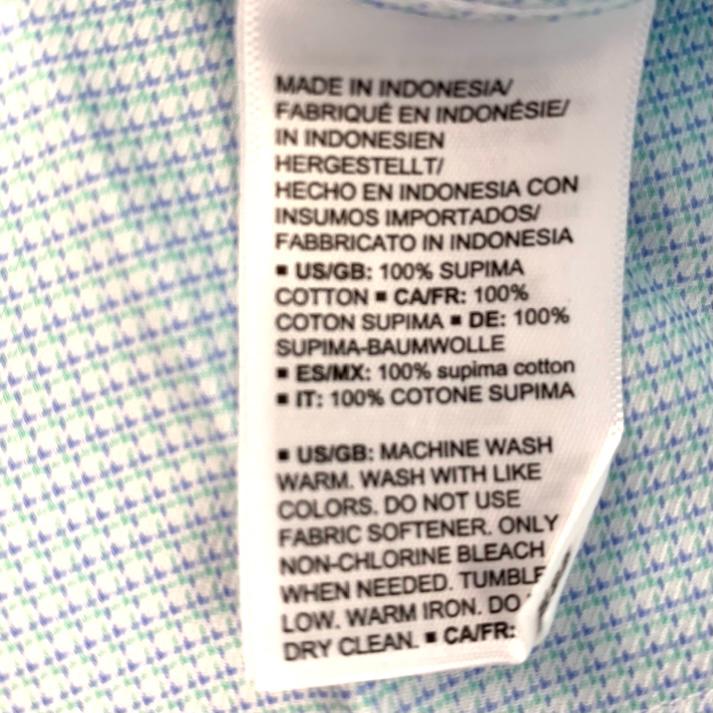 MADE IN INDONESIA/
FABRIQUÉ EN INDONÉSIE/
IN INDONESIEN
HERGESTELLT/
HECHO EN INDONESIA CON
INSUMOS IMPORTADOS/
FABBRICATO IN INDONESIA
▪ US/GB: 100% SUPIMA
COTTON ▪ CA/FR: 100%
COTON SUPIMA ▪ DE: 100%
SUPIMA-BAUMWOLLE
▪ ES/MX: 100% supima cotton
▪ IT: 100% COTONE SUPIMA
▪ US/GB: MACHINE WASH
WARM. WASH WITH LIKE
COLORS. DO NOT USE
FABRIC SOFTENER. ONLY
NON-CHLORINE BLEACH
WHEN NEEDED. TUMBLE
LOW. WARM IRON. DO
DRY CLEAN. ▪ CA/FR: